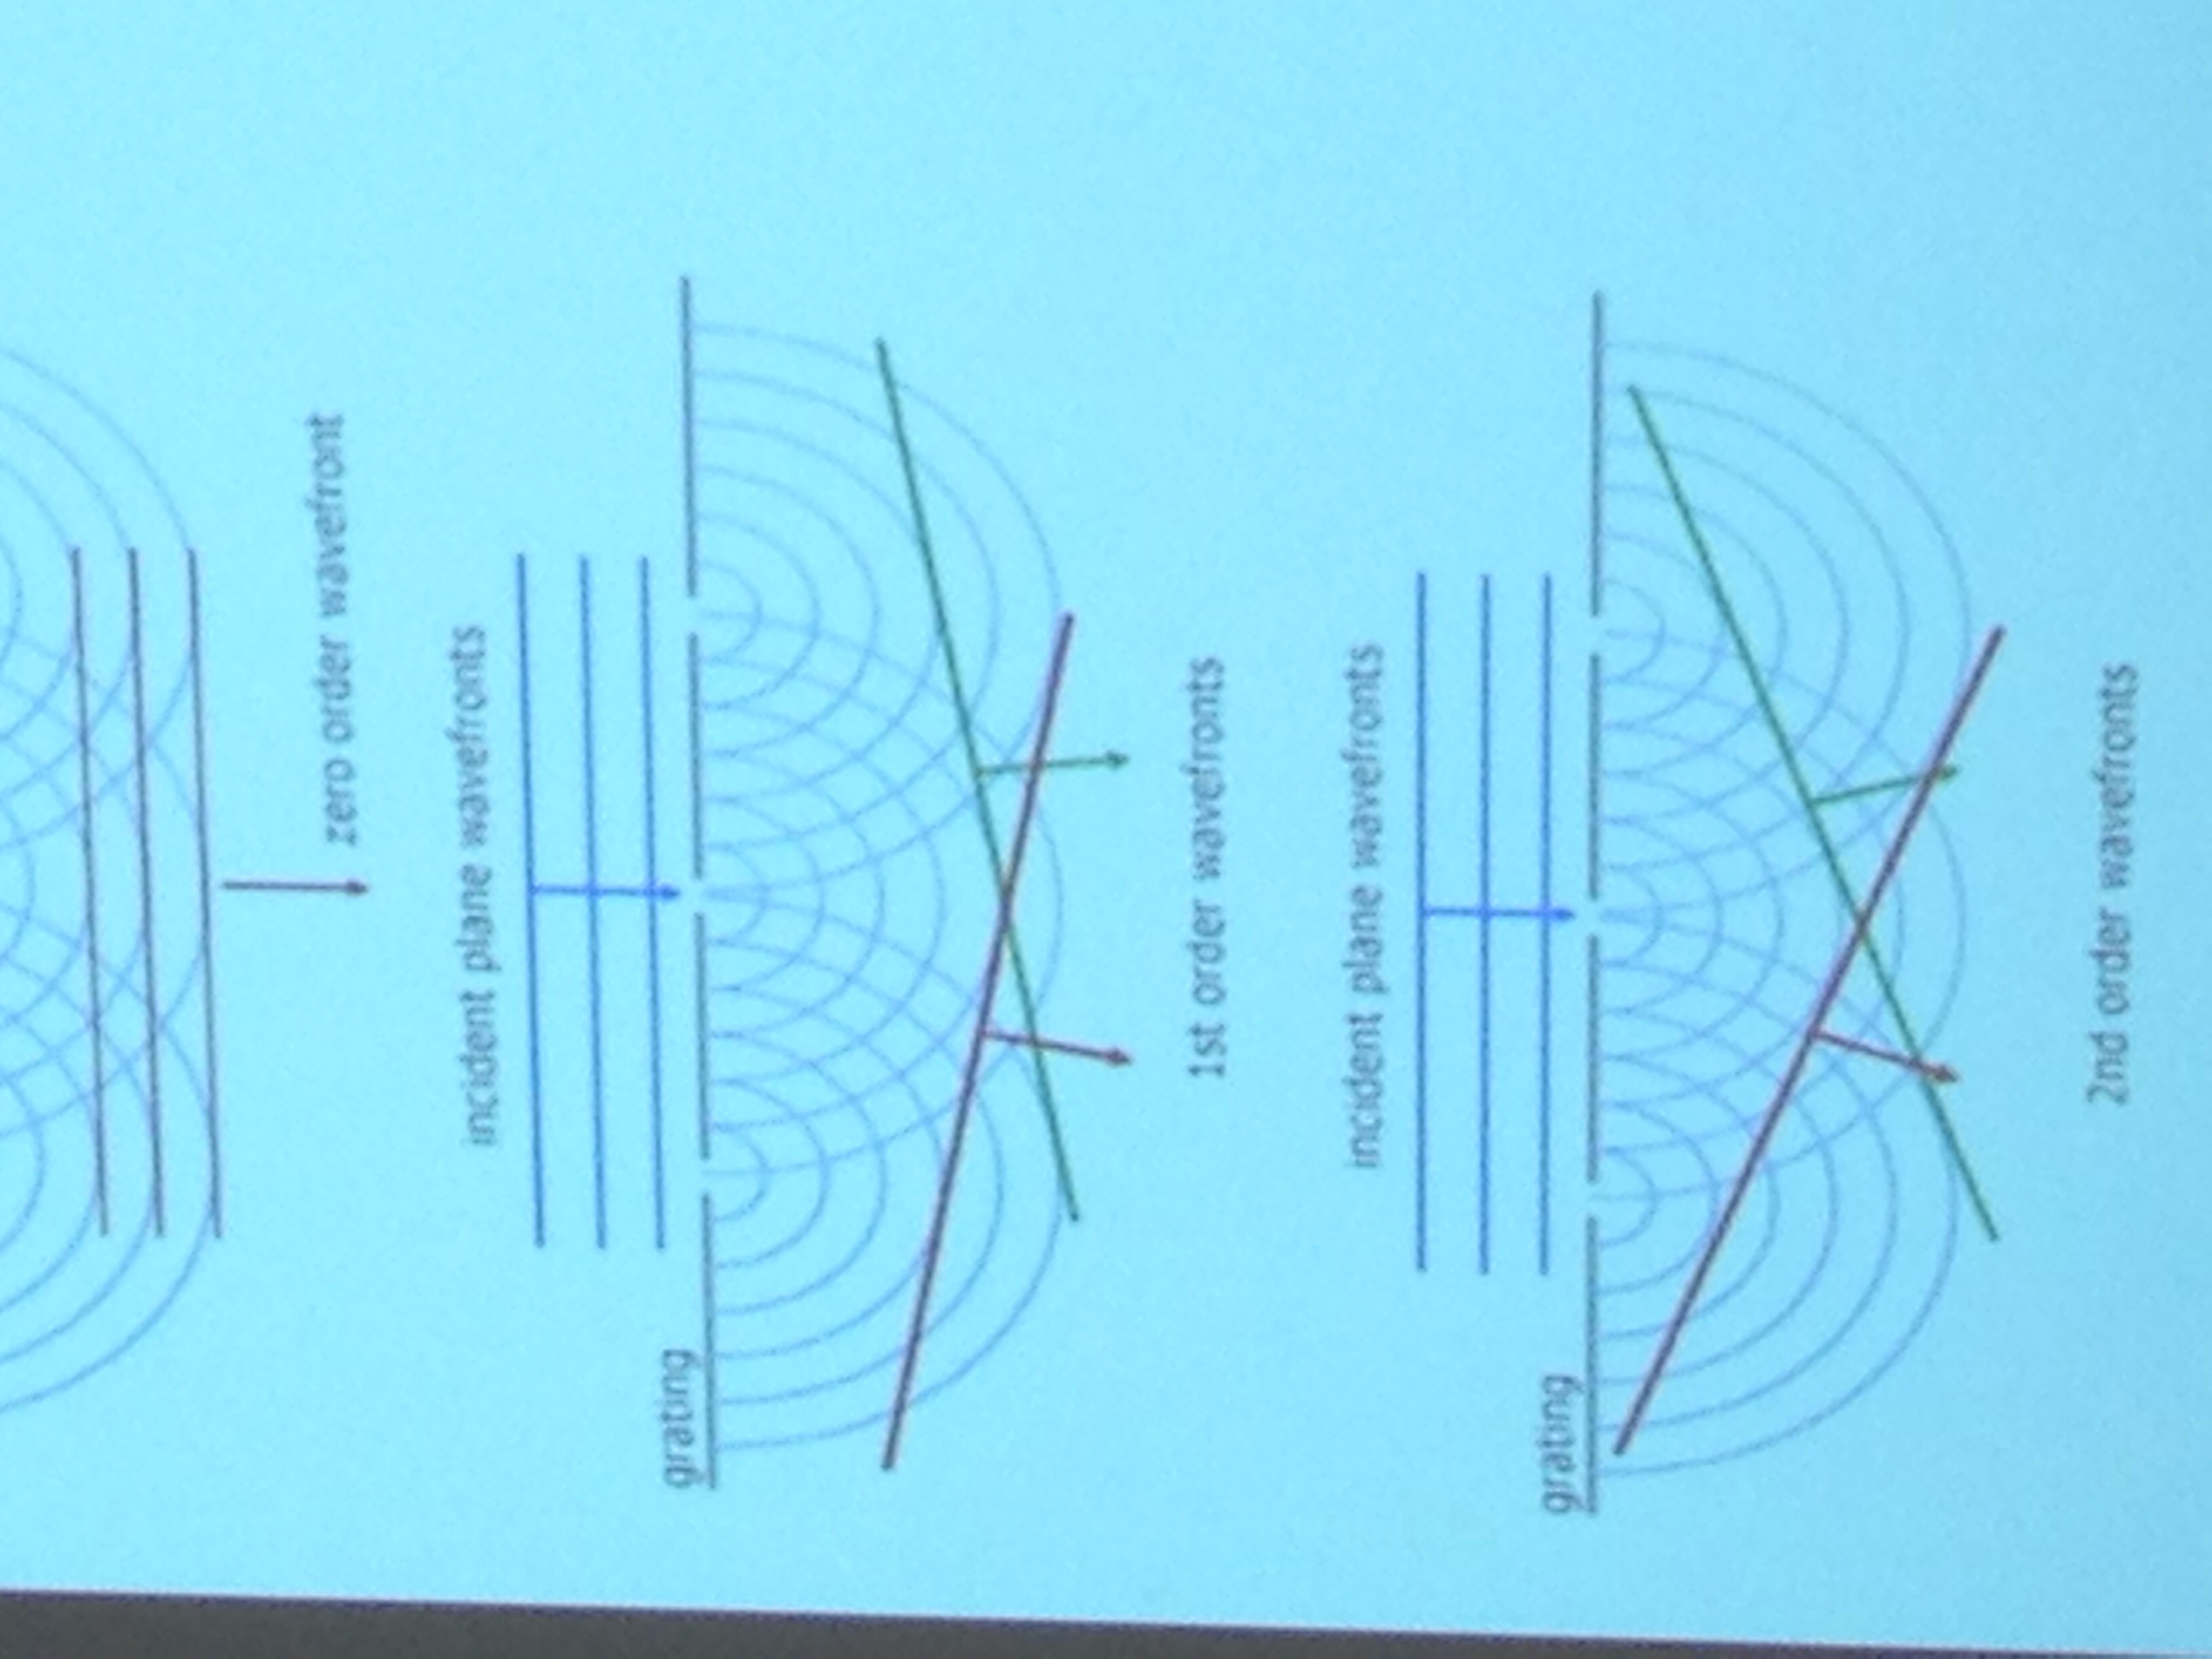 zero order wavefront
incident plane wavefronts
grating
1st order wavefronts
incident plane wavefronts
grating
2nd order wavefronts